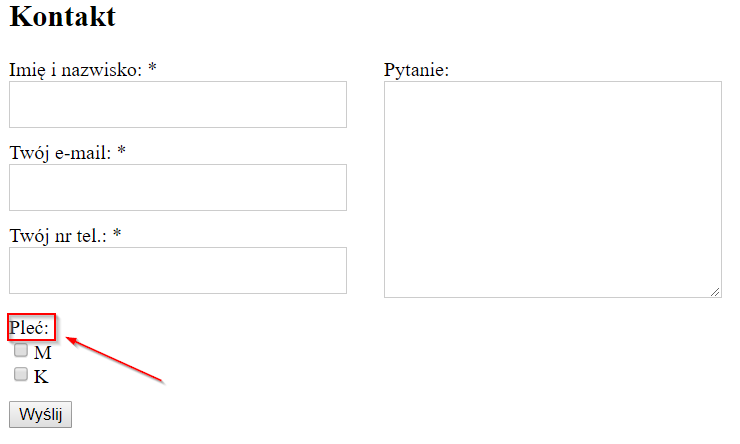 Kontakt
Imię i nazwisko: *
Twój e-mail: *
Twój nr tel.: *
Pytanie:
Płeć:
M
K
Wyślij